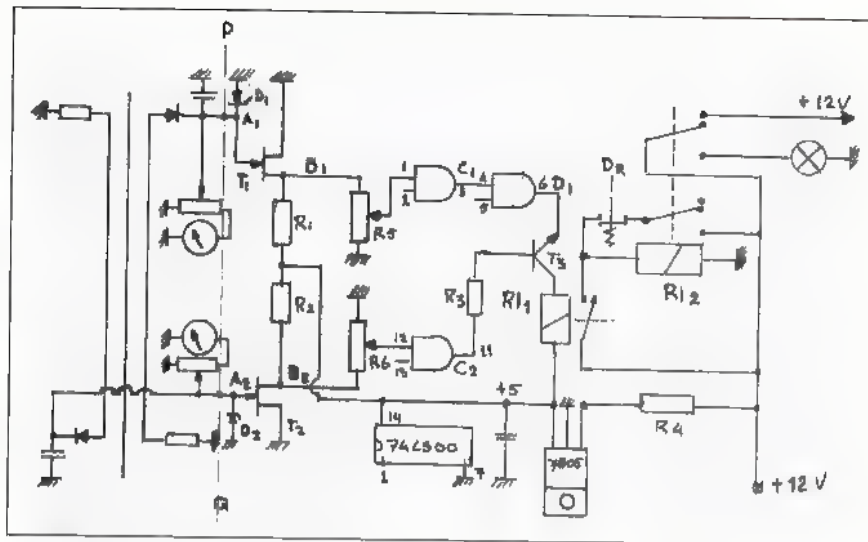 P
+12V
D1
A1
T1
B1
1
2
C1
3
4
5
6 D1
DR
R5
R1
R2
R3
T3
Rl1
Rl2
R6
12
13
11
C2
A2
B2
D2
T2
+5
R4
14
74LS00
1
7
7805
+12V
Q